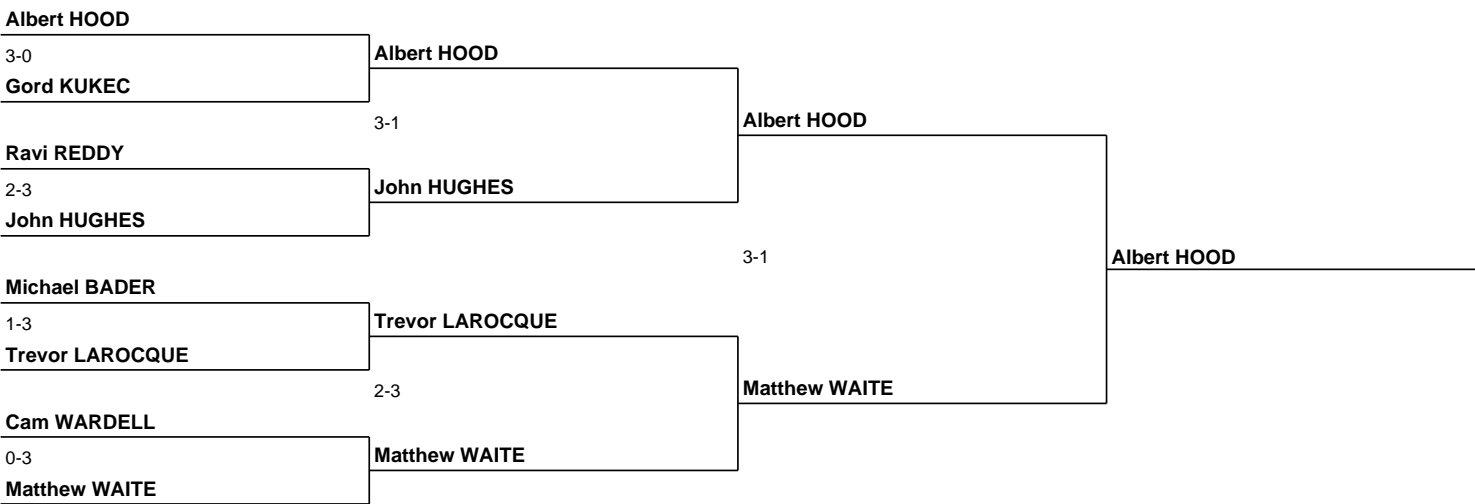 Albert HOOD
3-0
Albert HOOD
Gord KUKEC
3-1
Albert HOOD
Ravi REDDY
2-3
John HUGHES
John HUGHES
3-1
Albert HOOD
Michael BADER
1-3
Trevor LAROCQUE
Trevor LAROCQUE
2-3
Matthew WAITE
Cam WARDELL
0-3
Matthew WAITE
Matthew WAITE